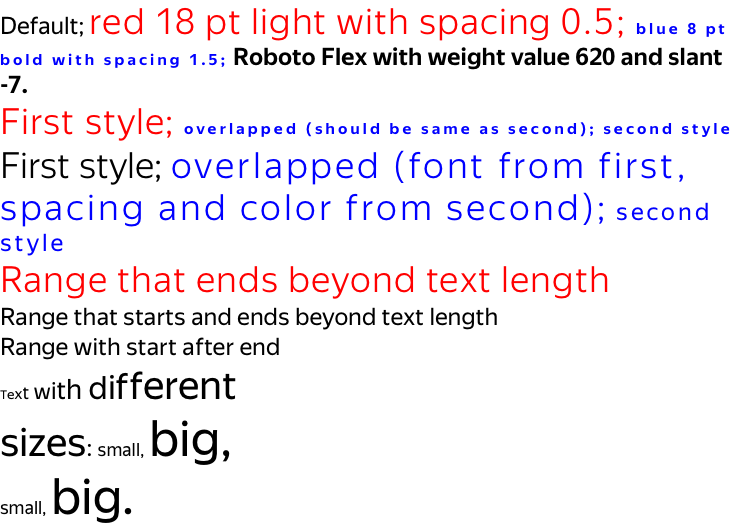 Default; red 18 pt light with spacing 0.5; blue 8 pt
bold with spacing 1.5; Roboto Flex with weight value 620 and slant
-7.
First style; overlapped (should be same as second); second style
First style; overlapped (font from first,
spacing and color from second); second
style
Range that ends beyond text length
Range that starts and ends beyond text length
Range with start after end
Text with different
sizes: small, big,
small, big.